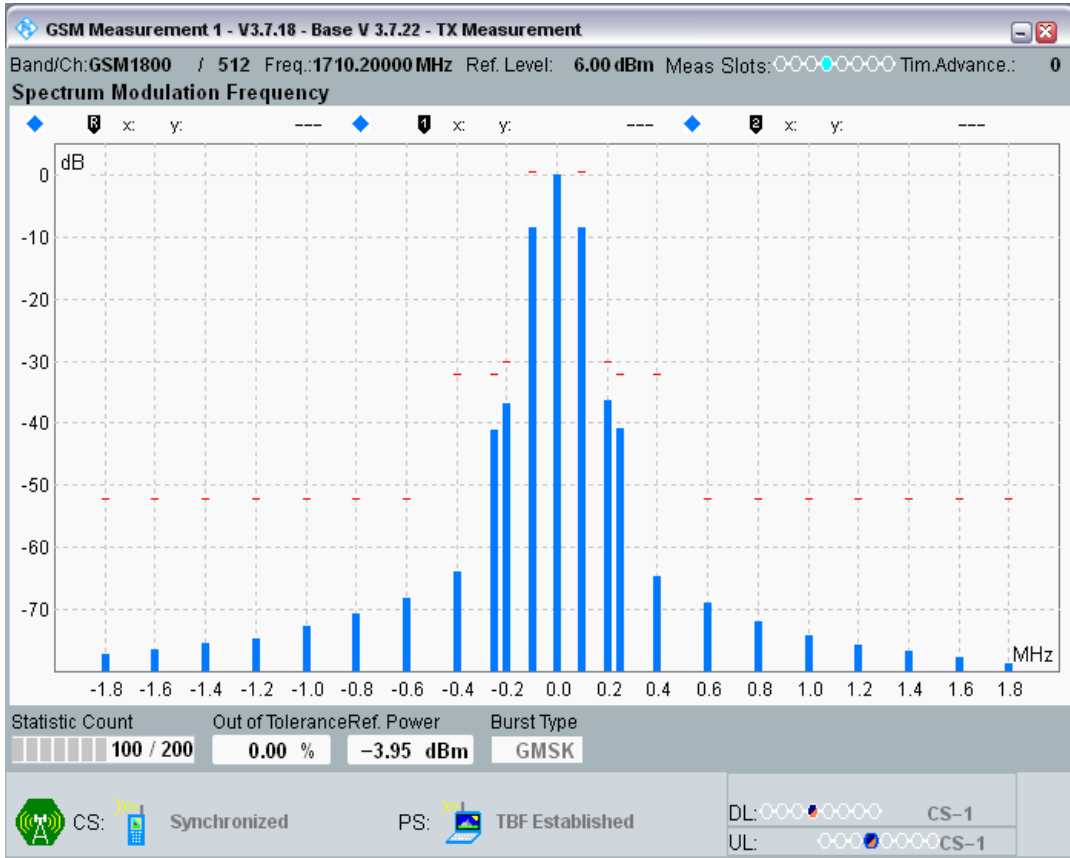 GSM Measurement 1 - V3.7.18 - Base V 3.7.22 - TX Measurement
Band/Ch:GSM1800 / 512 Freq.:1710.20000 MHz Ref. Level: 6.00 dBm Meas Slots: Tim.Advance.: 0
Spectrum Modulation Frequency
R x: y: --- 1 x: y: --- 2 x: y: ---
dB
0
-10
-20
-30
-40
-50
-60
-70
MHz
-1.8 -1.6 -1.4 -1.2 -1.0 -0.8 -0.6 -0.4 -0.2 0.0 0.2 0.4 0.6 0.8 1.0 1.2 1.4 1.6 1.8
Statistic Count Out of Tolerance Ref. Power Burst Type
100 / 200 0.00 % −3.95 dBm GMSK
CS: Synchronized PS: TBF Established
DL: CS−1
UL: CS−1